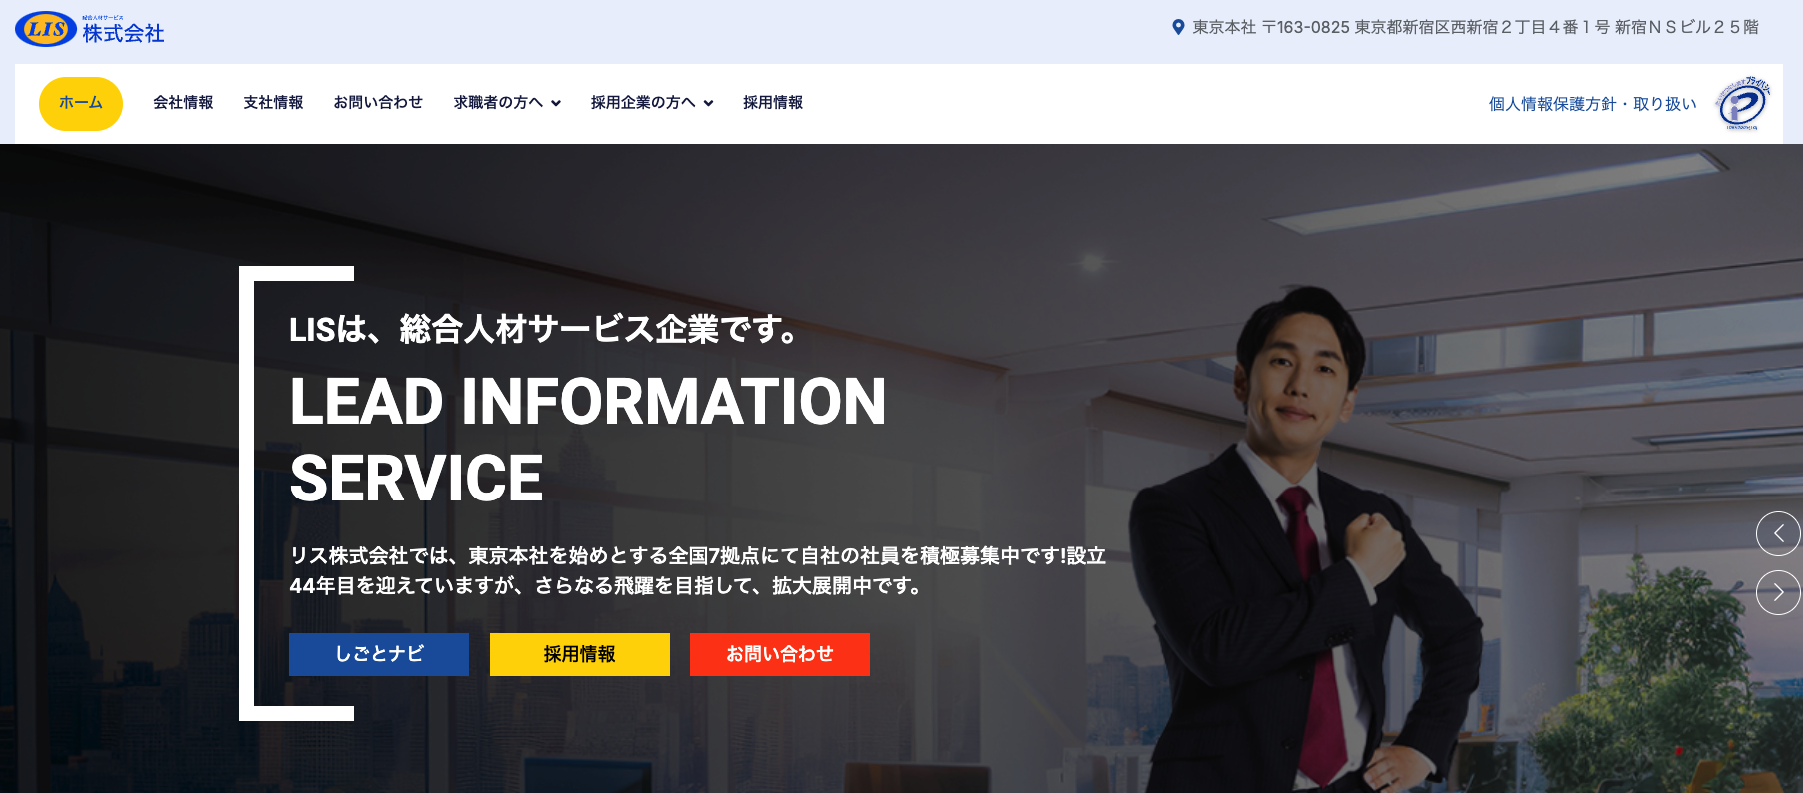 LIS
総合人材サービス
株式会社
東京本社 〒163-0825 東京都新宿区西新宿２丁目４番１号 新宿ＮＳビル２５階
ホーム 会社情報 支社情報 お問い合わせ 求職者の方へ 採用企業の方へ 採用情報
個人情報保護方針・取り扱い
プライバシー
LISは、総合人材サービス企業です。
LEAD INFORMATION
SERVICE
リス株式会社では、東京本社を始めとする全国7拠点にて自社の社員を積極募集中です!設立
44年目を迎えていますが、さらなる飛躍を目指して、拡大展開中です。
しごとナビ 採用情報 お問い合わせ